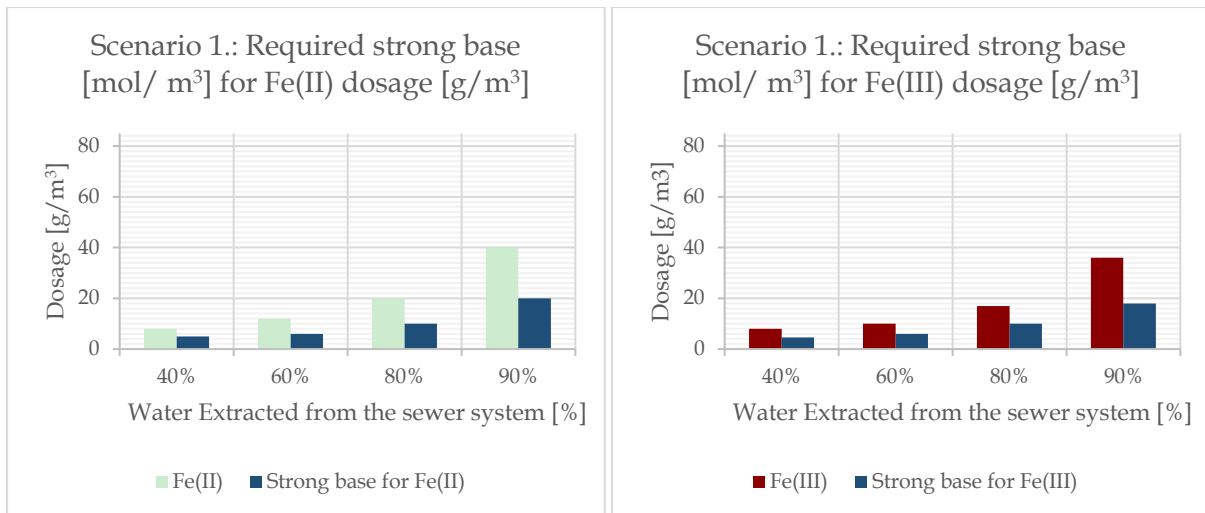 Scenario 1.: Required strong base
[mol/ m³] for Fe(II) dosage [g/m³]
Dosage [g/m³]
80
60
40
20
0
40% 60% 80% 90%
Water Extracted from the sewer system [%]
Fe(II) Strong base for Fe(II)
Scenario 1.: Required strong base
[mol/ m³] for Fe(III) dosage [g/m³]
Dosage [g/m3]
80
60
40
20
0
40% 60% 80% 90%
Water Extracted from the sewer system [%]
Fe(III) Strong base for Fe(III)